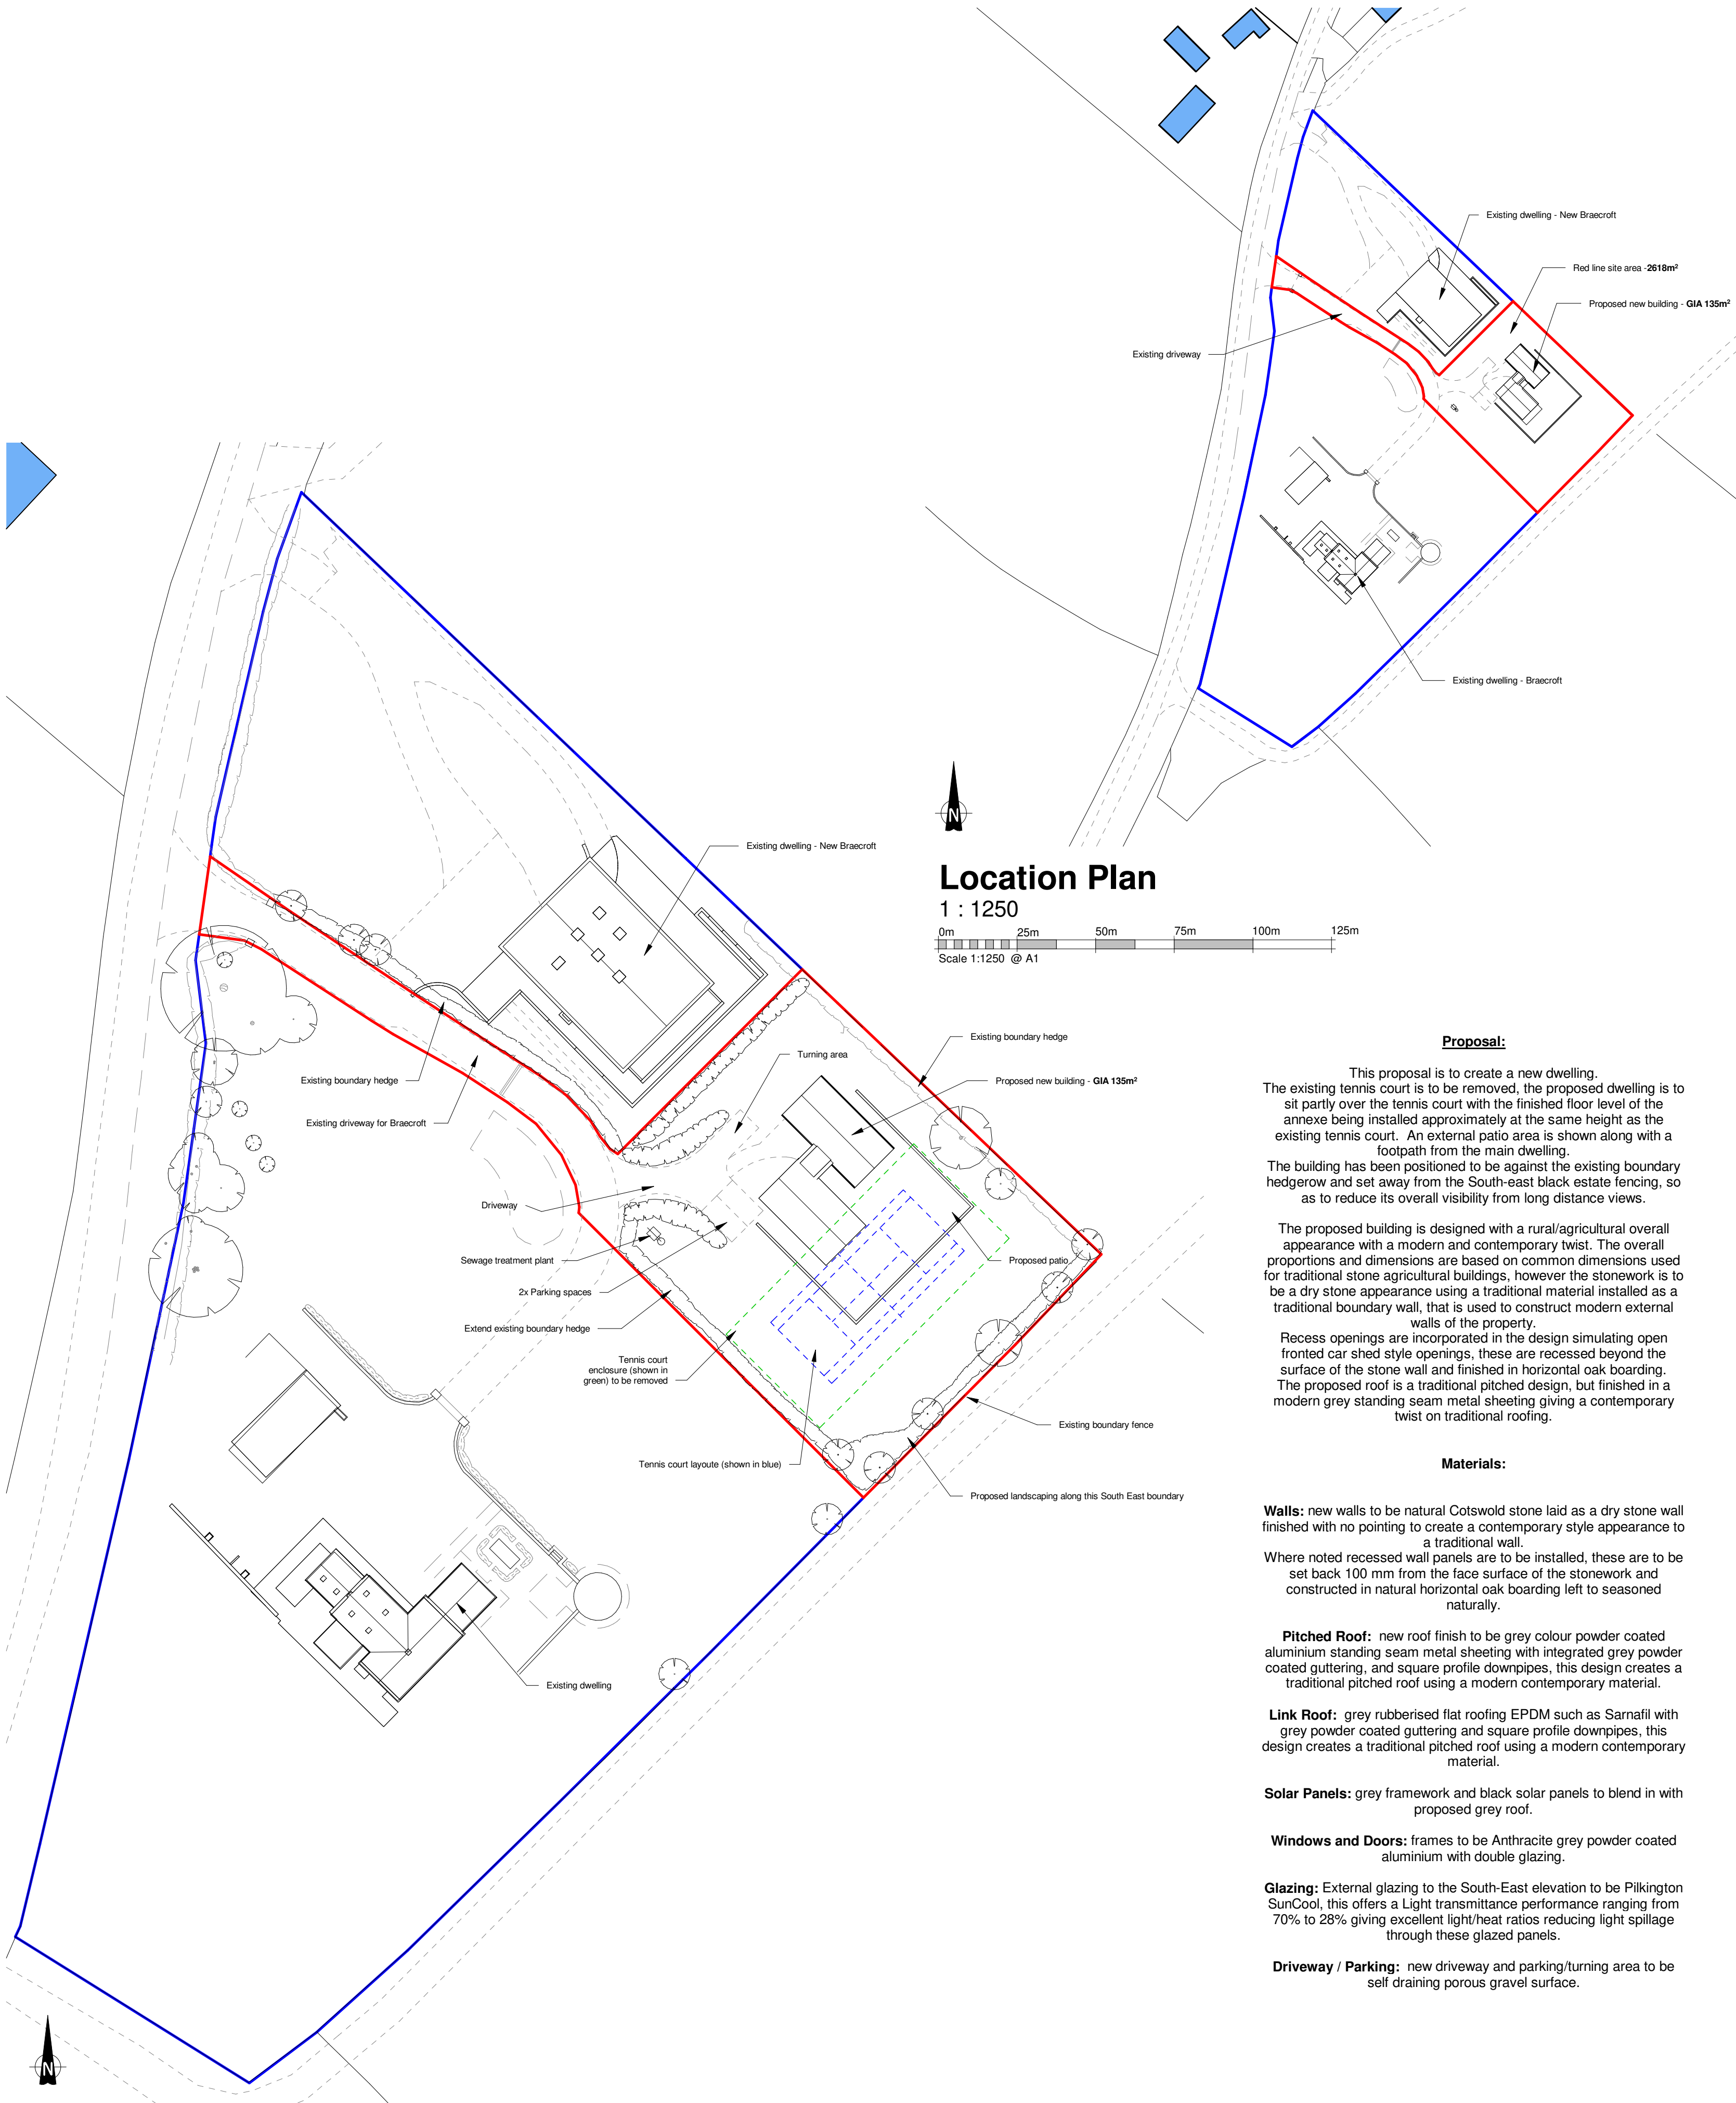 Existing dwelling - New Braecroft
Red line site area -2618m²
Proposed new building - GIA 135m²
Existing driveway
Existing dwelling - Braecroft
N
Location Plan
1 : 1250
0m 25m 50m 75m 100m 125m
Scale 1:1250 @ A1
Existing dwelling - New Braecroft
Existing boundary hedge
Turning area
Proposed new building - GIA 135m²
Existing boundary hedge
Existing driveway for Braecroft
Driveway
Sewage treatment plant
Proposed patio
2x Parking spaces
Extend existing boundary hedge
Tennis court
enclosure (shown in
green) to be removed
Existing boundary fence
Tennis court layoute (shown in blue)
Proposed landscaping along this South East boundary
Existing dwelling
N
Proposal:
This proposal is to create a new dwelling.
The existing tennis court is to be removed, the proposed dwelling is to
sit partly over the tennis court with the finished floor level of the
annexe being installed approximately at the same height as the
existing tennis court. An external patio area is shown along with a
footpath from the main dwelling.
The building has been positioned to be against the existing boundary
hedgerow and set away from the South-east black estate fencing, so
as to reduce its overall visibility from long distance views.
The proposed building is designed with a rural/agricultural overall
appearance with a modern and contemporary twist. The overall
proportions and dimensions are based on common dimensions used
for traditional stone agricultural buildings, however the stonework is to
be a dry stone appearance using a traditional material installed as a
traditional boundary wall, that is used to construct modern external
walls of the property.
Recess openings are incorporated in the design simulating open
fronted car shed style openings, these are recessed beyond the
surface of the stone wall and finished in horizontal oak boarding.
The proposed roof is a traditional pitched design, but finished in a
modern grey standing seam metal sheeting giving a contemporary
twist on traditional roofing.
Materials:
Walls: new walls to be natural Cotswold stone laid as a dry stone wall
finished with no pointing to create a contemporary style appearance to
a traditional wall.
Where noted recessed wall panels are to be installed, these are to be
set back 100 mm from the face surface of the stonework and
constructed in natural horizontal oak boarding left to seasoned
naturally.
Pitched Roof: new roof finish to be grey colour powder coated
aluminium standing seam metal sheeting with integrated grey powder
coated guttering, and square profile downpipes, this design creates a
traditional pitched roof using a modern contemporary material.
Link Roof: grey rubberised flat roofing EPDM such as Sarnafil with
grey powder coated guttering and square profile downpipes, this
design creates a traditional pitched roof using a modern contemporary
material.
Solar Panels: grey framework and black solar panels to blend in with
proposed grey roof.
Windows and Doors: frames to be Anthracite grey powder coated
aluminium with double glazing.
Glazing: External glazing to the South-East elevation to be Pilkington
SunCool, this offers a Light transmittance performance ranging from
70% to 28% giving excellent light/heat ratios reducing light spillage
through these glazed panels.
Driveway / Parking: new driveway and parking/turning area to be
self draining porous gravel surface.